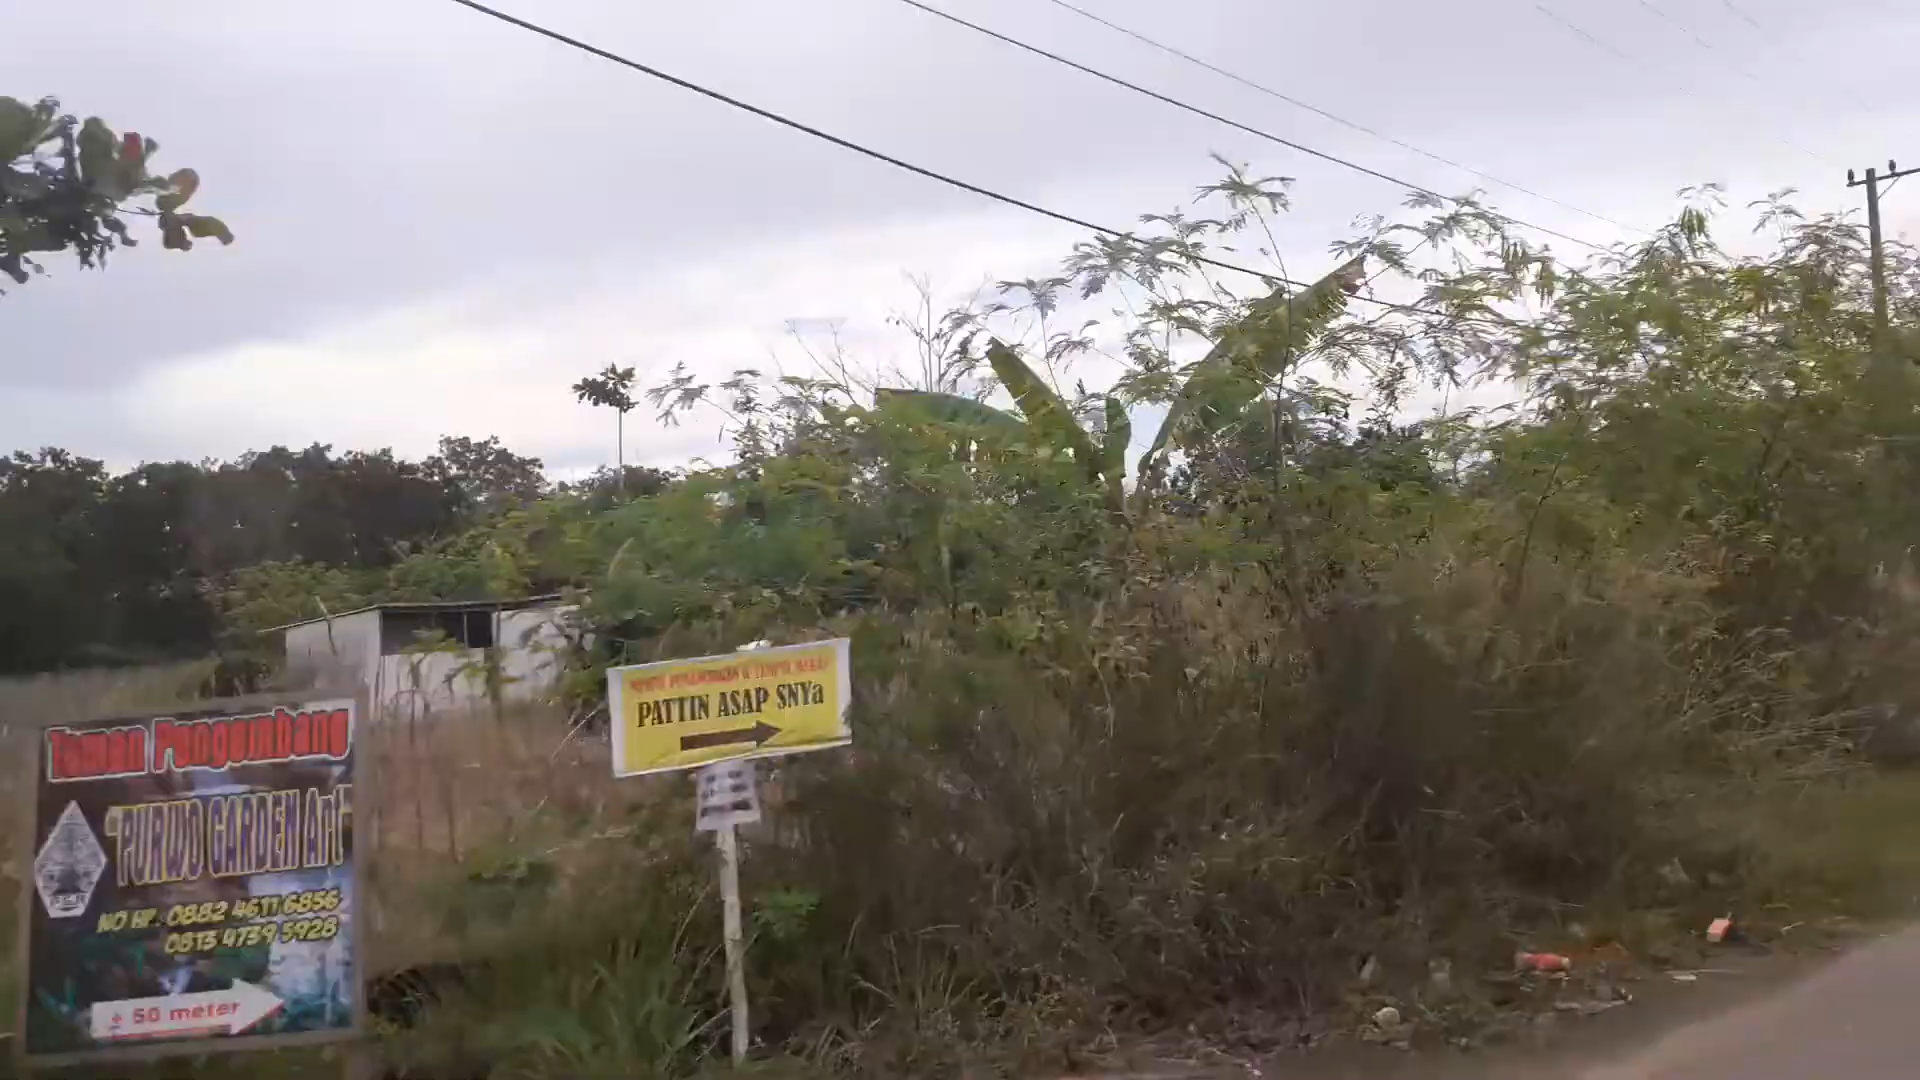 Taman Pengembang
"PURWO GARDEN Art"
NO HP. 0882 4611 6856
0813 4739 5928
± 50 meter
PATTIN ASAP SNYa